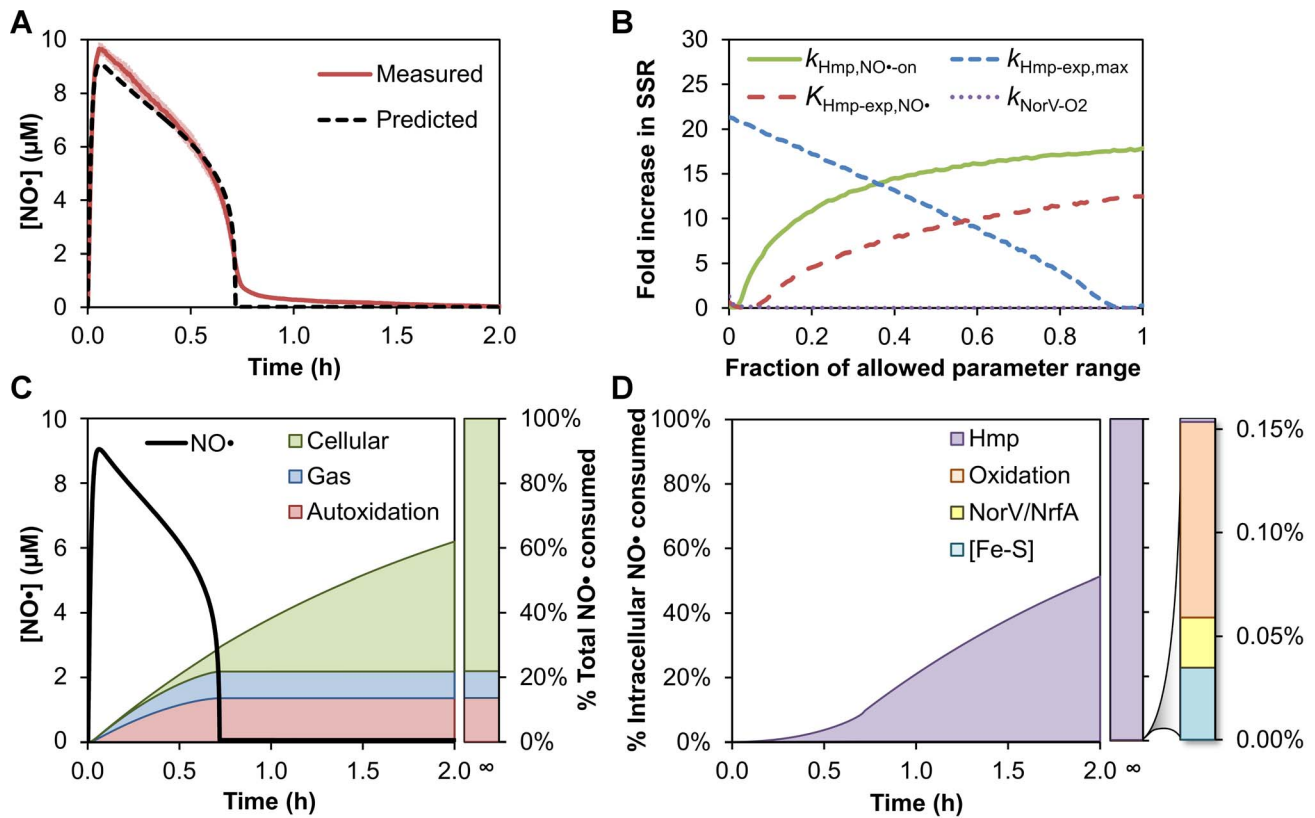 A
[NO•] (µM)
10
8
6
4
2
0
Measured
Predicted
0.0
0.5
1.0
1.5
2.0
Time (h)
B
Fold increase in SSR
30
25
20
15
10
5
0
kHmp,NO•-on
kHmp-exp,max
KHmp-exp,NO•
kNorV-O2
0
0.2
0.4
0.6
0.8
1
Fraction of allowed parameter range
C
[NO•] (µM)
10
8
6
4
2
0
NO•
Cellular
Gas
Autoxidation
100%
80%
60%
40%
20%
0%
% Total NO• consumed
0.0
0.5
1.0
1.5
2.0
∞
Time (h)
D
% Intracellular NO• consumed
100%
80%
60%
40%
20%
0%
Hmp
Oxidation
NorV/NrfA
[Fe-S]
0.15%
0.10%
0.05%
0.00%
0.0
0.5
1.0
1.5
2.0
∞
Time (h)